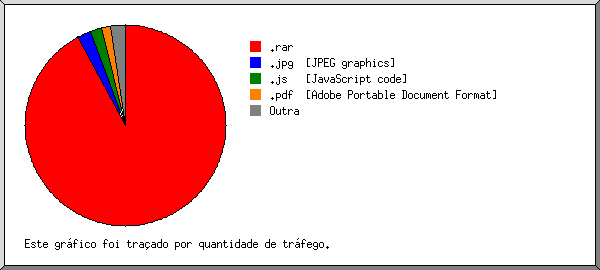 .rar
.jpg [JPEG graphics]
.js [JavaScript code]
.pdf [Adobe Portable Document Format]
Outra
Este gráfico foi traçado por quantidade de tráfego.